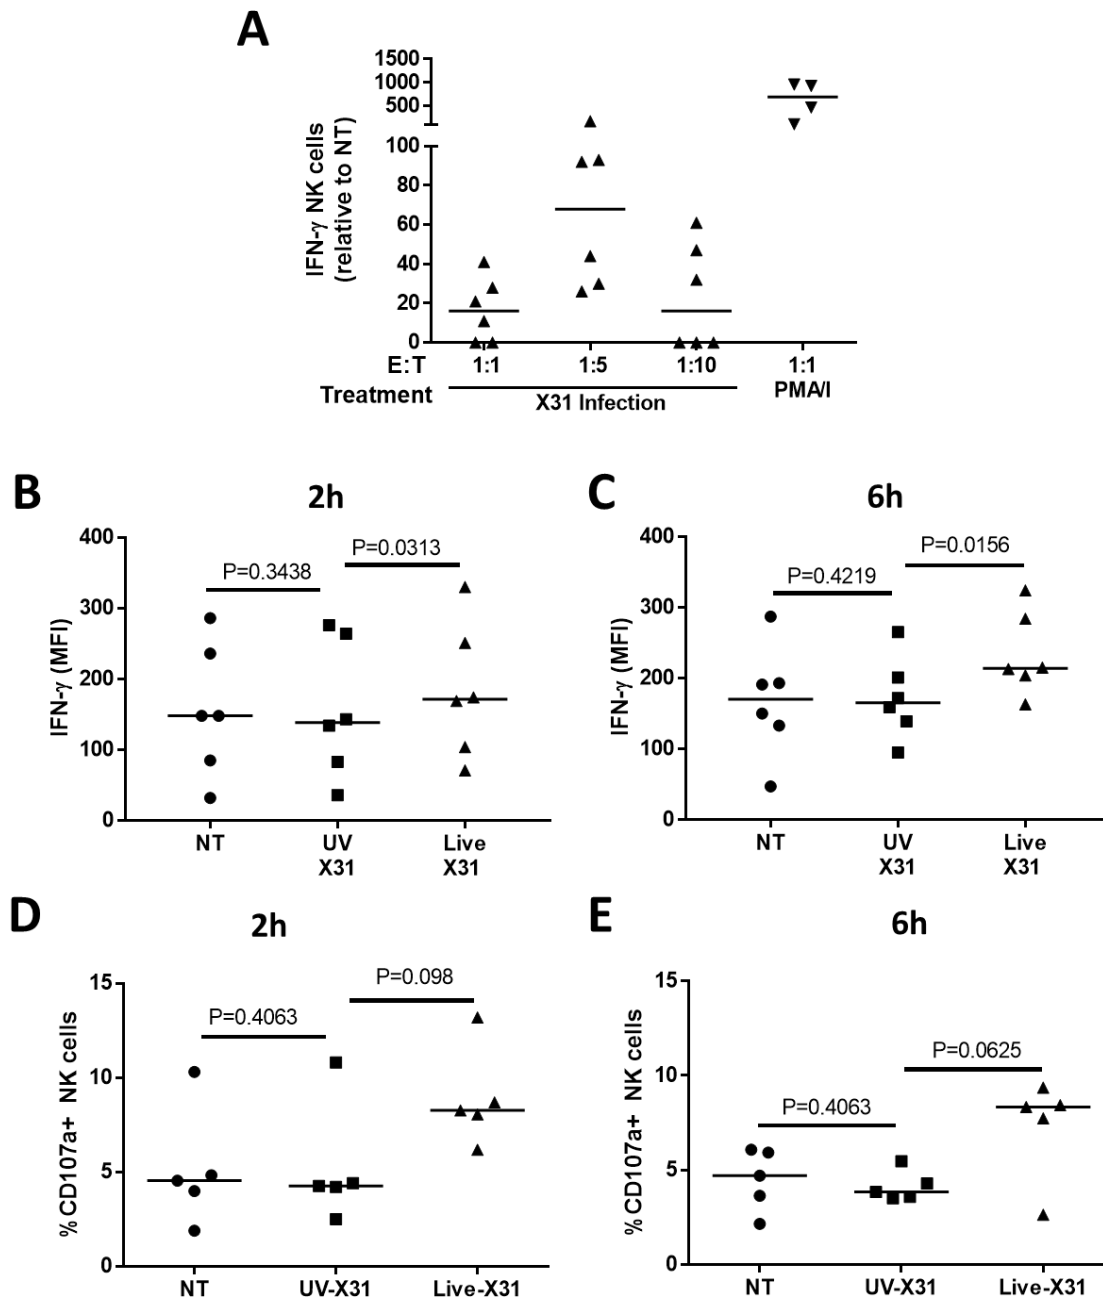 A
IFN-γ NK cells
(relative to NT)
1500
1000
500
100
80
60
40
20
0
E:T 1:1 1:5 1:10 1:1
Treatment X31 Infection PMA/I
B
2h
IFN-γ (MFI)
400
300
200
100
0
P=0.3438
P=0.0313
NT UV Live
X31 X31
C
6h
IFN-γ (MFI)
400
300
200
100
0
P=0.4219
P=0.0156
NT UV Live
X31 X31
D
2h
% CD107a+ NK cells
15
10
5
0
P=0.4063
P=0.098
NT UV-X31 Live-X31
E
6h
% CD107a+ NK cells
15
10
5
0
P=0.4063
P=0.0625
NT UV-X31 Live-X31